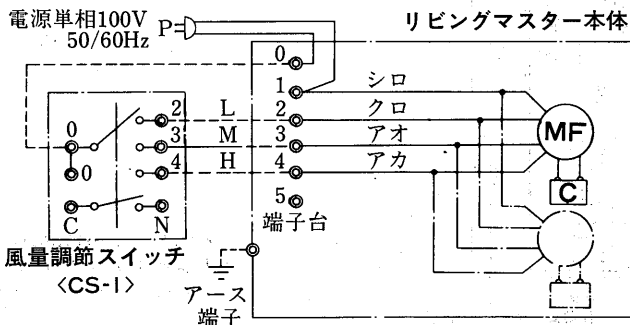 電源単相100V
50/60Hz
P
リビングマスター本体
0
1 シロ
2 L 2 クロ
0 3 M 3 アオ
4 H 4 アカ
0
5
C N
端子台
MF
C
風量調節スイッチ
〈CS-1〉
アース
端子